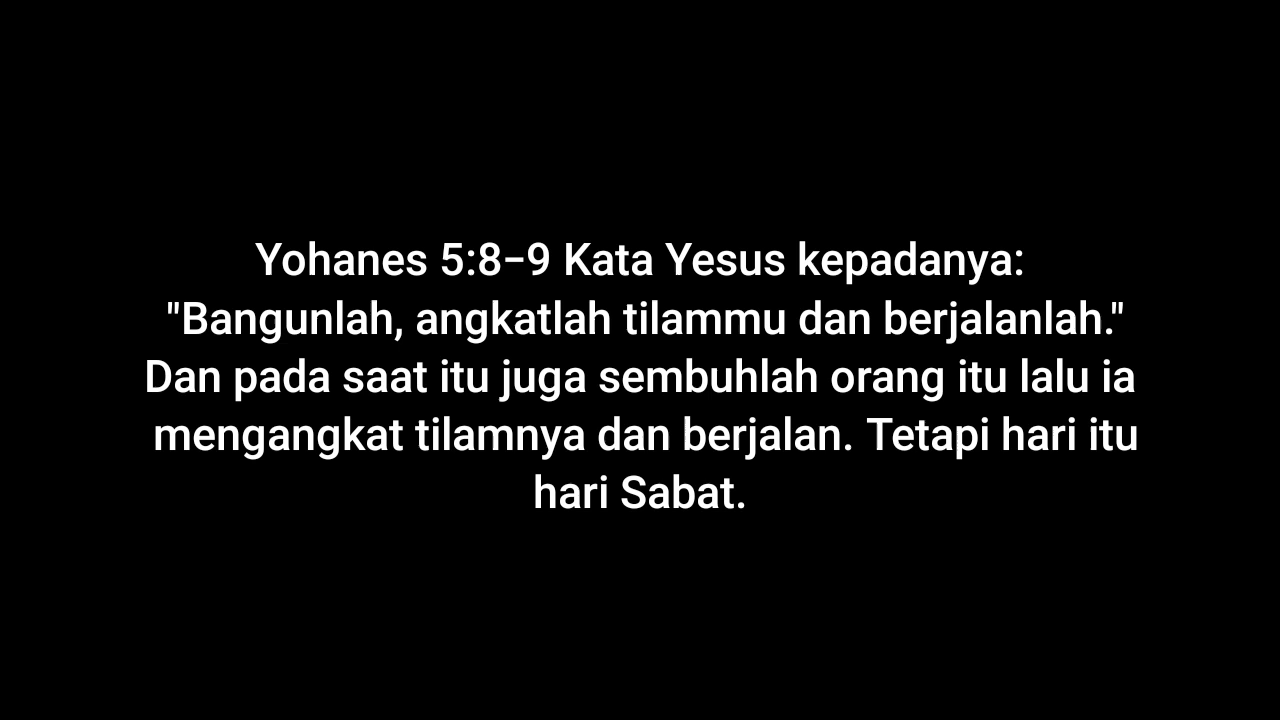 Yohanes 5:8-9 Kata Yesus kepadanya:
"Bangunlah, angkatlah tilammu dan berjalanlah."
Dan pada saat itu juga sembuhlah orang itu lalu ia
mengangkat tilamnya dan berjalan. Tetapi hari itu
hari Sabat.